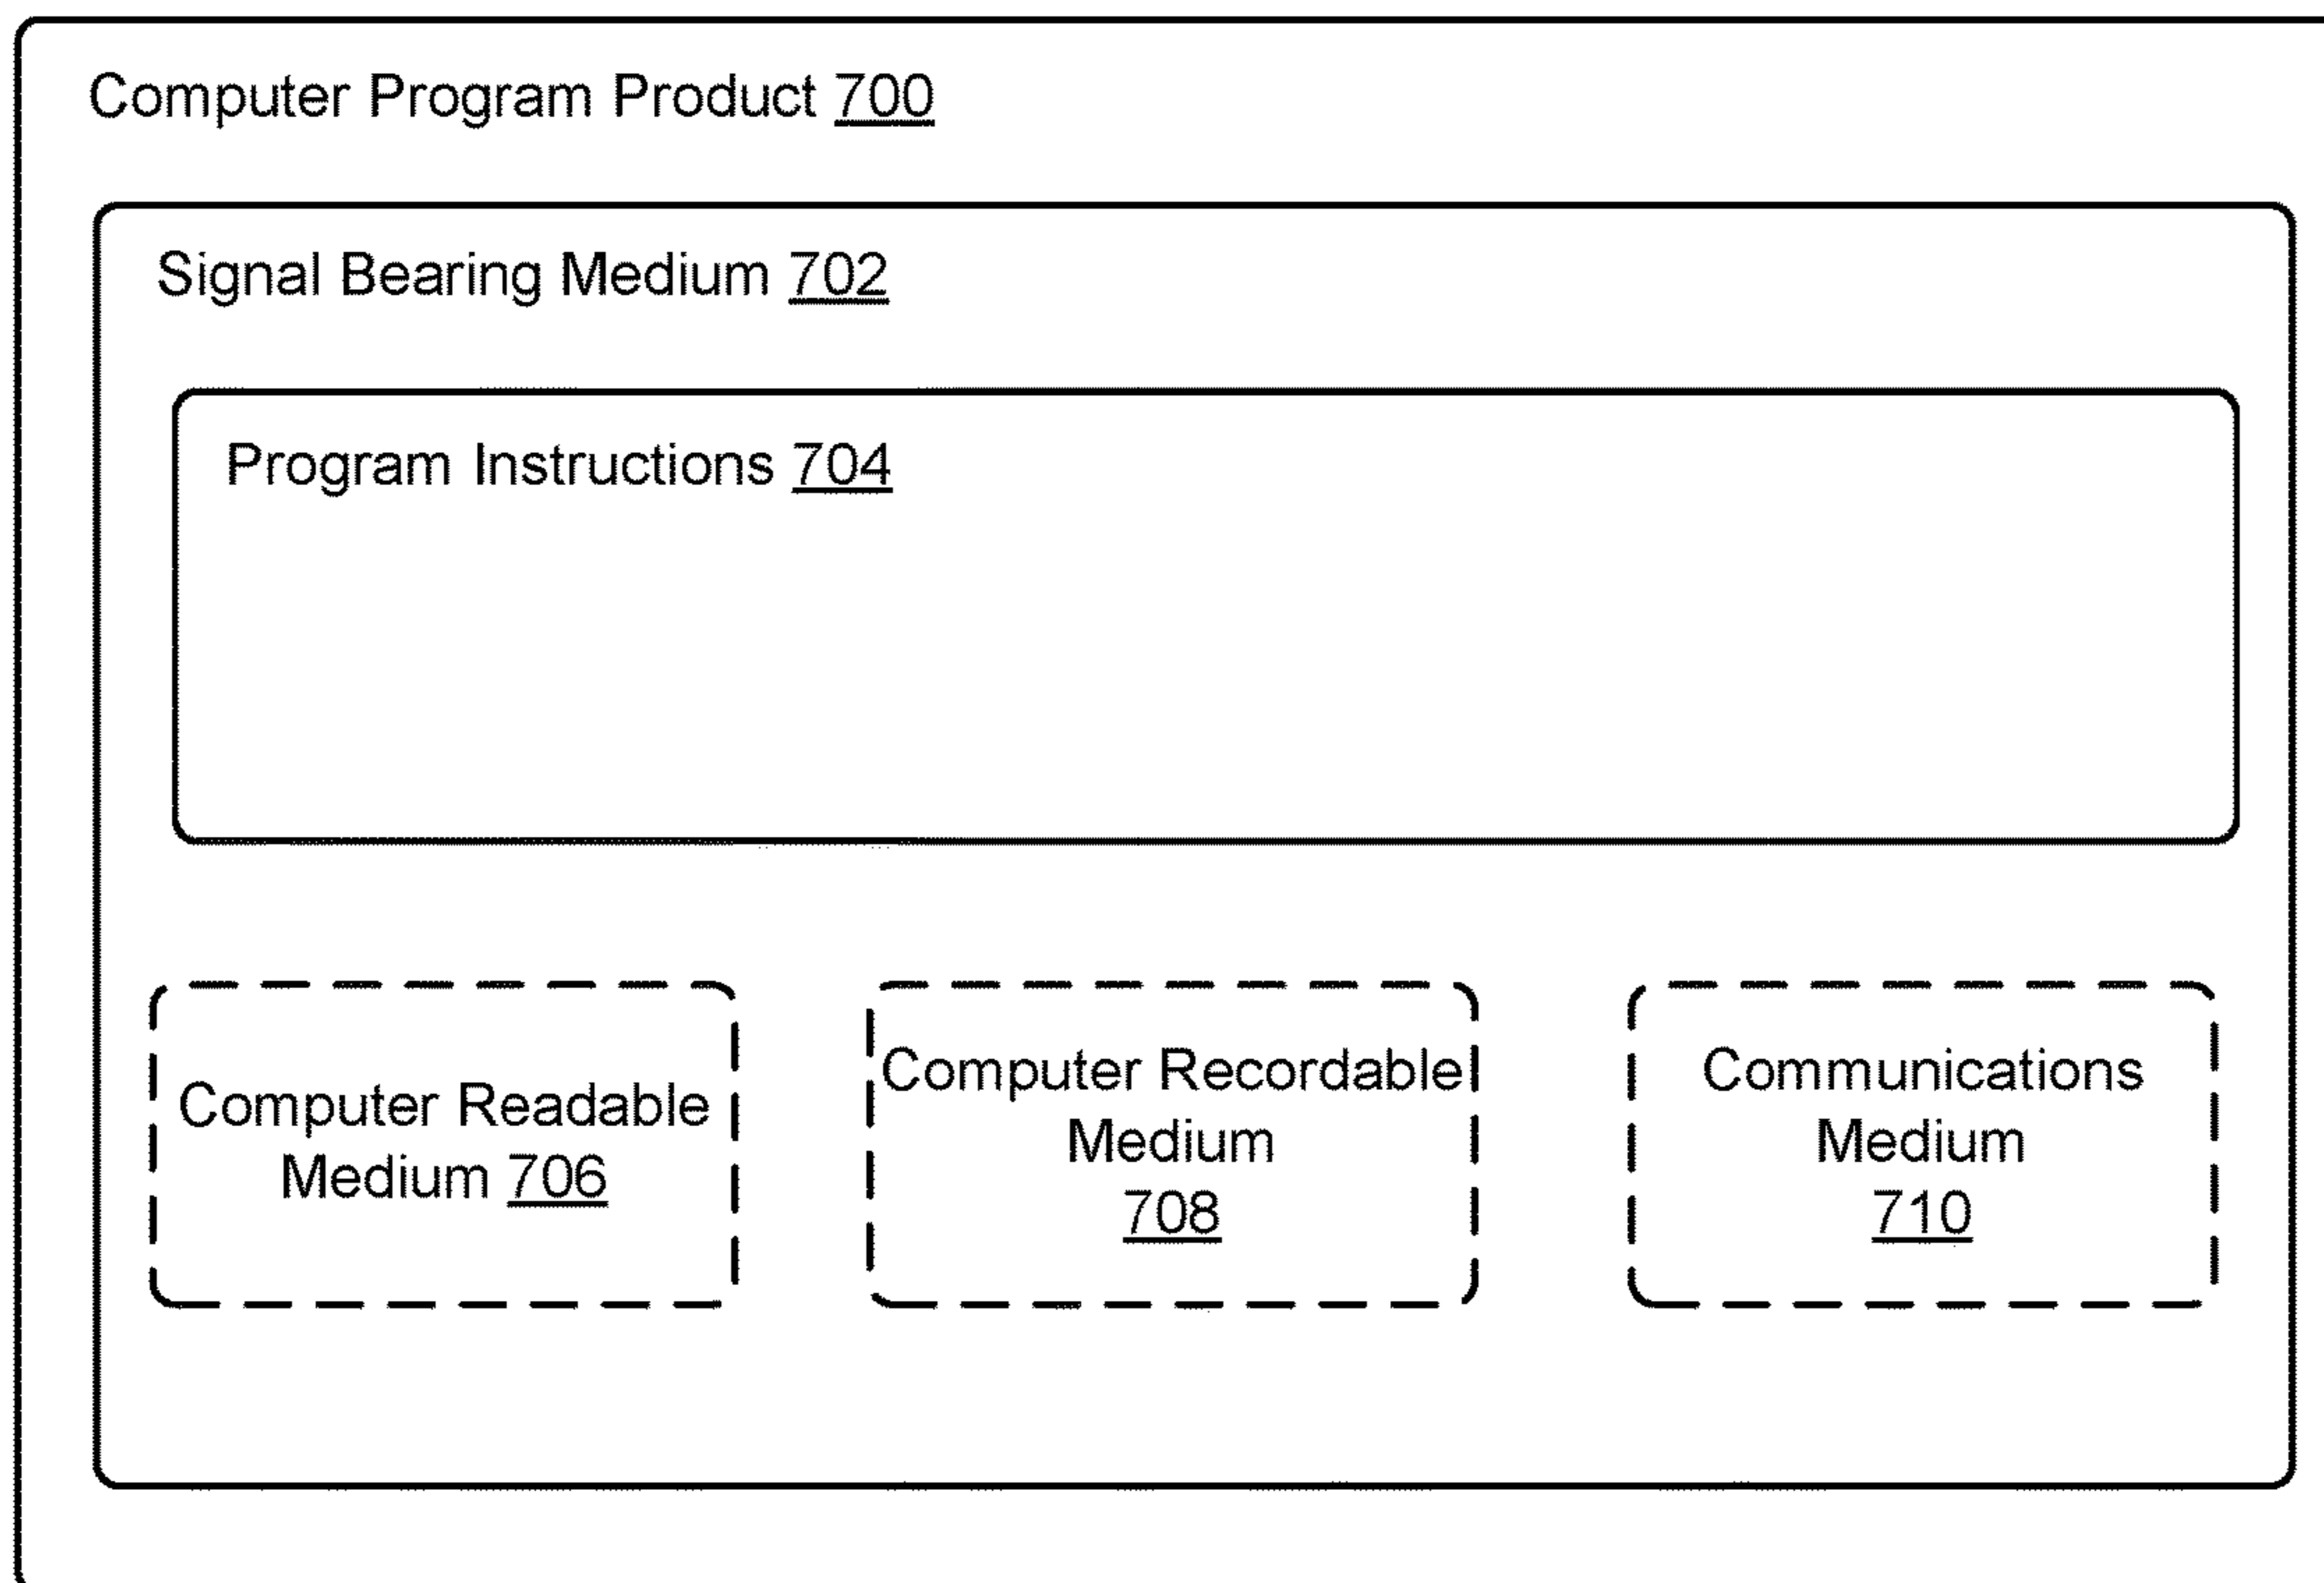 Computer Program Product 700
Signal Bearing Medium 702
Program Instructions 704
Computer Readable
Medium 706
Computer Recordable
Medium
708
Communications
Medium
710